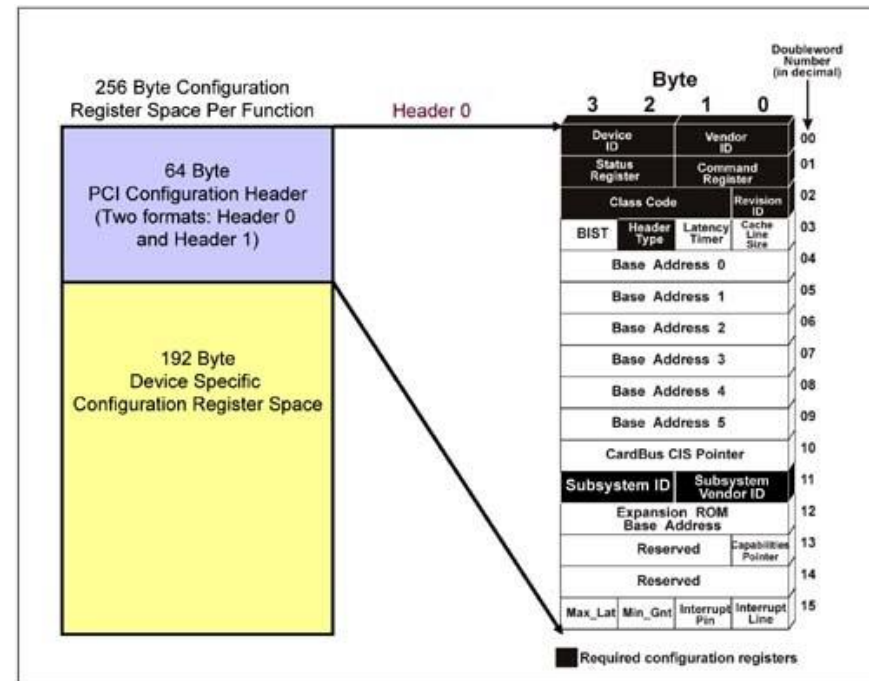 256 Byte Configuration
Register Space Per Function
64 Byte
PCI Configuration Header
(Two formats: Header 0
and Header 1)
192 Byte
Device Specific
Configuration Register Space
Header 0
Doubleword
Number
(in decimal)
Byte
3 2 1 0
Device
ID
Vendor
ID
00
Status
Register
Command
Register
01
Class Code
Revision
ID
02
BIST
Header
Type
Latency
Timer
Cache
Line
Size
03
Base Address 0
04
Base Address 1
05
Base Address 2
06
Base Address 3
07
Base Address 4
08
Base Address 5
09
CardBus CIS Pointer
10
Subsystem ID
Subsystem
Vendor ID
11
Expansion ROM
Base Address
12
Reserved
Capabilities
Pointer
13
Reserved
14
Max_Lat
Min_Gnt
Interrupt
Pin
Interrupt
Line
15
Required configuration registers